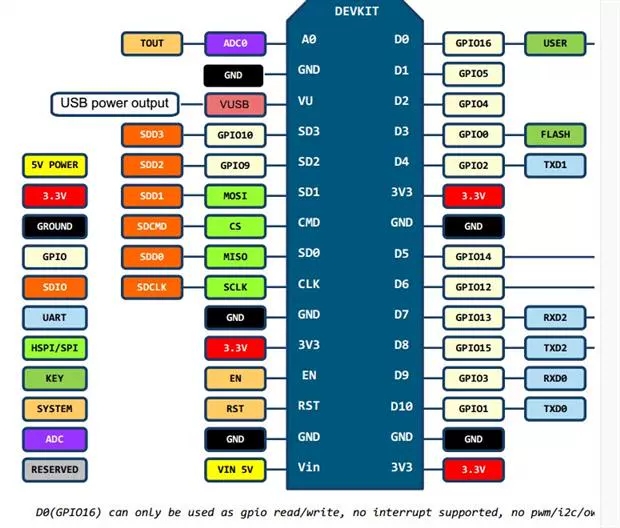 DEVKIT
TOUT ADC0 A0 D0 GPIO16 USER
GND GND D1 GPIO5
USB power output VUSB VU D2 GPIO4
SDD3 GPIO10 SD3 D3 GPIO0 FLASH
5V POWER SDD2 GPIO9 SD2 D4 GPIO2 TXD1
3.3V SDD1 MOSI SD1 3V3 3.3V
GROUND SDCMD CS CMD GND GND
GPIO SDD0 MISO SD0 D5 GPIO14
SDIO SDCLK SCLK CLK D6 GPIO12
UART GND GND D7 GPIO13 RXD2
HSPI/SPI 3.3V 3V3 D8 GPIO15 TXD2
KEY EN EN D9 GPIO3 RXD0
SYSTEM RST RST D10 GPIO1 TXD0
ADC GND GND GND GND
RESERVED VIN 5V Vin 3V3 3.3V
D0(GPIO16) can only be used as gpio read/write, no interrupt supported, no pwm/i2c/ow